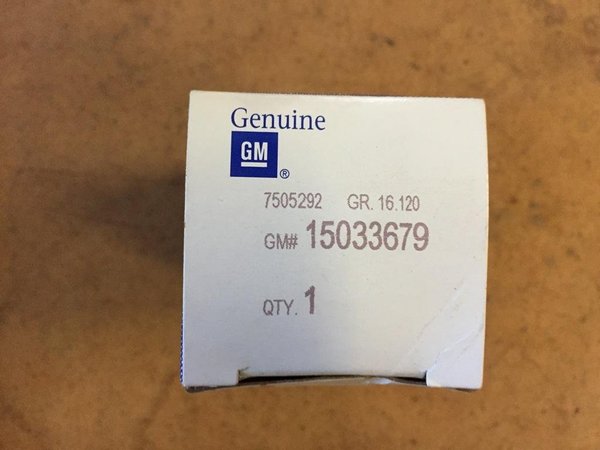 Genuine
GM ®
7505292 GR. 16.120
GM# 15033679
QTY. 1